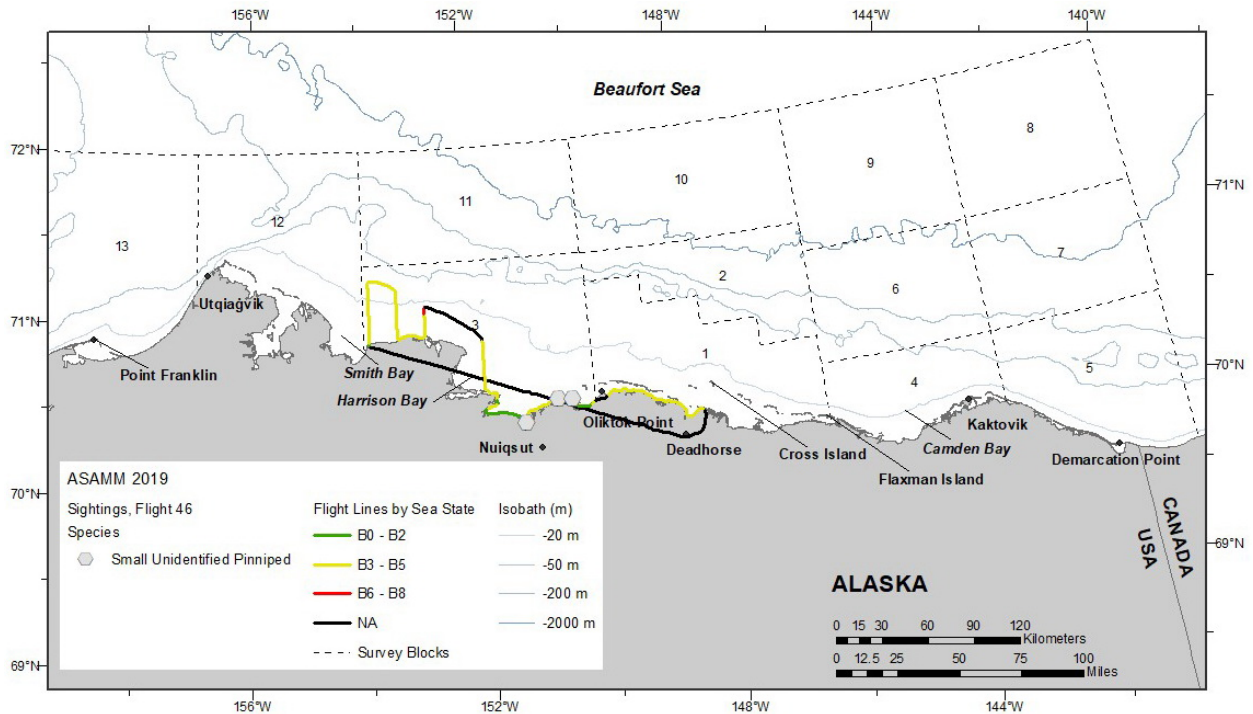 156°W 152°W 148°W 144°W 140°W
Beaufort Sea
8
72°N
9
71°N
10
11
12
13
7
2
6
Utqiaġvik
71°N
3
70°N
1
Point Franklin
Smith Bay
5
4
Harrison Bay
Oliktok Point
Kaktovik
Nuiqsut
Deadhorse
Cross Island
Camden Bay
Demarcation Point
Flaxman Island
70°N
ASAMM 2019
Sightings, Flight 46
Species
Small Unidentified Pinniped
Flight Lines by Sea State
B0 - B2
B3 - B5
B6 - B8
NA
Survey Blocks
Isobath (m)
-20 m
-50 m
-200 m
-2000 m
CANADA
USA
69°N
ALASKA
0 15 30 60 90 120
Kilometers
0 12.5 25 50 75 100
Miles
69°N
156°W 152°W 148°W 144°W